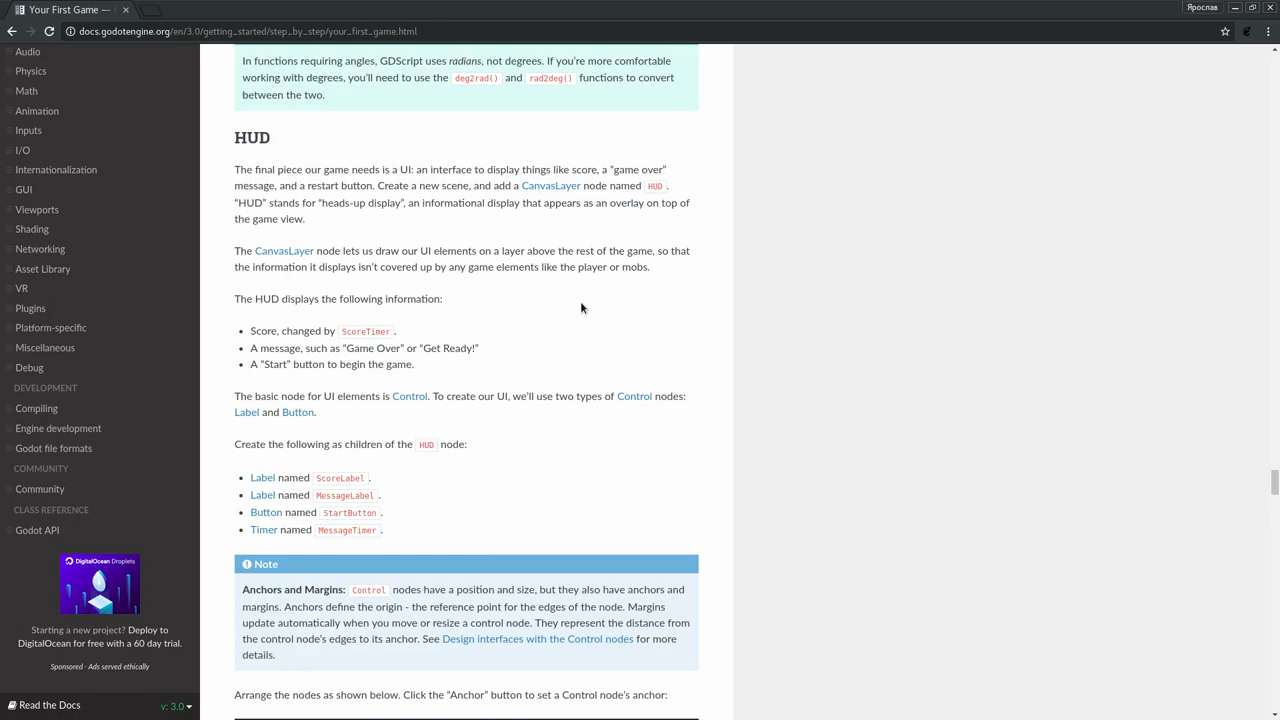 Your First Game —
Ярослав
docs.godotengine.org/en/3.0/getting_started/step_by_step/your_first_game.html
Audio
Physics
Math
Animation
Inputs
I/O
Internationalization
GUI
Viewports
Shading
Networking
Asset Library
VR
Plugins
Platform-specific
Miscellaneous
Debug
DEVELOPMENT
Compiling
Engine development
Godot file formats
COMMUNITY
Community
CLASS REFERENCE
Godot API
DigitalOcean Droplets
Starting a new project? Deploy to
DigitalOcean for free with a 60 day trial.
Sponsored · Ads served ethically
Read the Docs
v: 3.0
In functions requiring angles, GDScript uses radians, not degrees. If you're more comfortable
working with degrees, you'll need to use the deg2rad() and rad2deg() functions to convert
between the two.
HUD
The final piece our game needs is a UI: an interface to display things like score, a “game over”
message, and a restart button. Create a new scene, and add a CanvasLayer node named HUD.
“HUD” stands for “heads-up display”, an informational display that appears as an overlay on top of
the game view.
The CanvasLayer node lets us draw our UI elements on a layer above the rest of the game, so that
the information it displays isn't covered up by any game elements like the player or mobs.
The HUD displays the following information:
• Score, changed by ScoreTimer.
• A message, such as “Game Over” or “Get Ready!”
• A “Start” button to begin the game.
The basic node for UI elements is Control. To create our UI, we'll use two types of Control nodes:
Label and Button.
Create the following as children of the HUD node:
• Label named ScoreLabel.
• Label named MessageLabel.
• Button named StartButton.
• Timer named MessageTimer.
Note
Anchors and Margins: Control nodes have a position and size, but they also have anchors and
margins. Anchors define the origin - the reference point for the edges of the node. Margins
update automatically when you move or resize a control node. They represent the distance from
the control node's edges to its anchor. See Design interfaces with the Control nodes for more
details.
Arrange the nodes as shown below. Click the “Anchor” button to set a Control node's anchor: